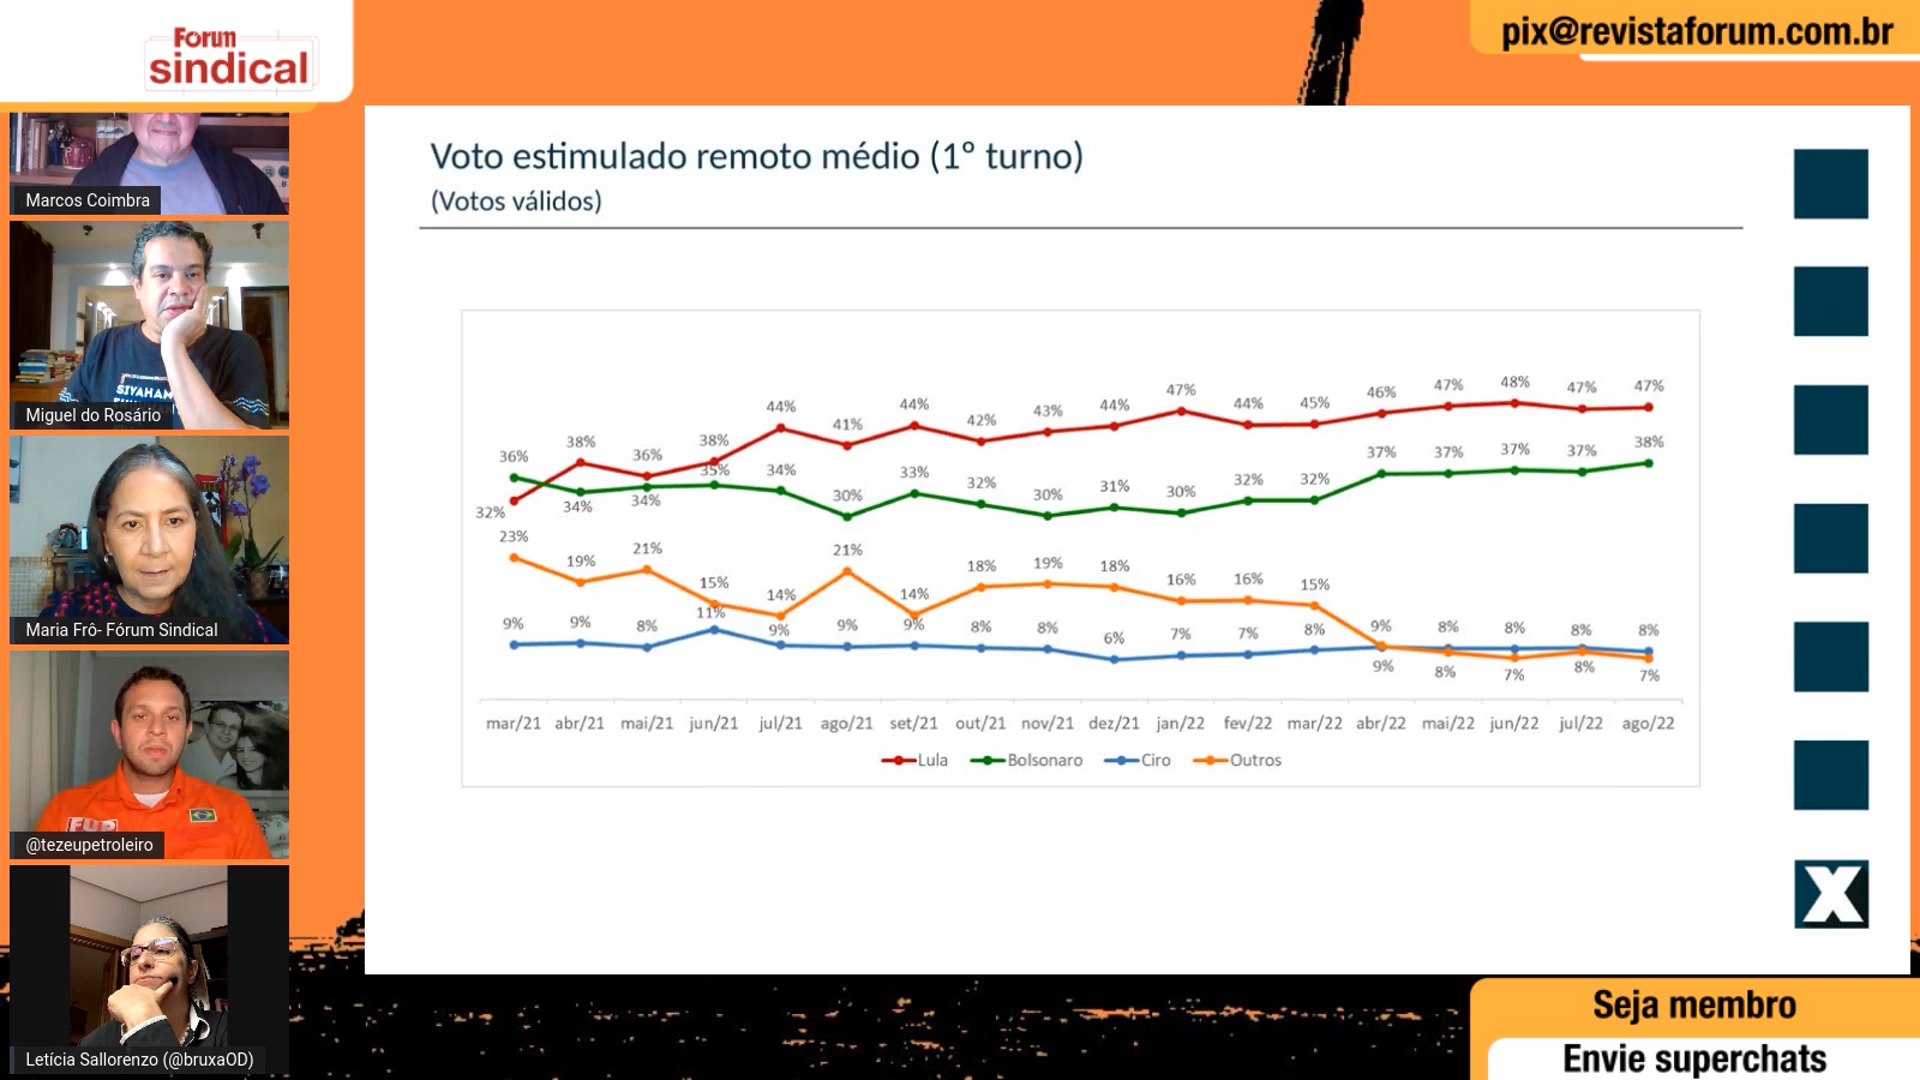 Forum
sindical
pix@revistaforum.com.br
Marcos Coimbra
SIYAHAM
Miguel do Rosário
Maria Frô- Fórum Sindical
FUP
@tezeupetroleiro
Letícia Sallorenzo (@bruxaOD)
Voto estimulado remoto médio (1º turno)
(Votos válidos)
32% 38% 36% 38% 44% 41% 44% 42% 43% 44% 47% 44% 45% 46% 47% 48% 47% 47%
36% 34% 34% 35% 34% 30% 33% 32% 30% 31% 30% 32% 32% 37% 37% 37% 37% 38%
23% 19% 21% 15% 14% 21% 14% 18% 19% 18% 16% 16% 15% 9% 8% 7% 8% 7%
9% 9% 8% 11% 9% 9% 9% 8% 8% 6% 7% 7% 8% 9% 8% 8% 8% 8%
mar/21 abr/21 mai/21 jun/21 jul/21 ago/21 set/21 out/21 nov/21 dez/21 jan/22 fev/22 mar/22 abr/22 mai/22 jun/22 jul/22 ago/22
Lula Bolsonaro Ciro Outros
X
Seja membro
Envie superchats